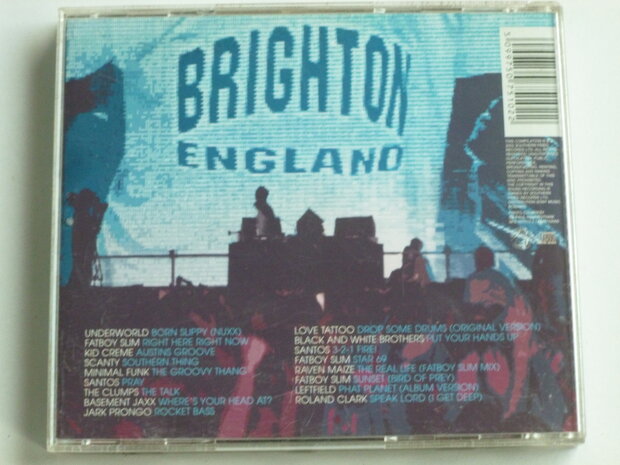 BRIGHTON
ENGLAND
UNDERWORLD BORN SLIPPY (NUXX)
FATBOY SLIM RIGHT HERE RIGHT NOW
KID CREME AUSTINS GROOVE
SCANTY SOUTHERN THING
MINIMAL FUNK THE GROOVY THANG
SANTOS PRAY
THE CLUMPS THE TALK
BASEMENT JAXX WHERE'S YOUR HEAD AT?
JARK PRONGO ROCKET BASS
LOVE TATTOO DROP SOME DRUMS (ORIGINAL VERSION)
BLACK AND WHITE BROTHERS PUT YOUR HANDS UP
SANTOS 3-2-1 FIRE!
FATBOY SLIM STAR 69
RAVEN MAIZE THE REAL LIFE (FATBOY SLIM MIX)
FATBOY SLIM SUNSET (BIRD OF PREY)
LEFTFIELD PHAT PLANET (ALBUM VERSION)
ROLAND CLARK SPEAK LORD (I GET DEEP)